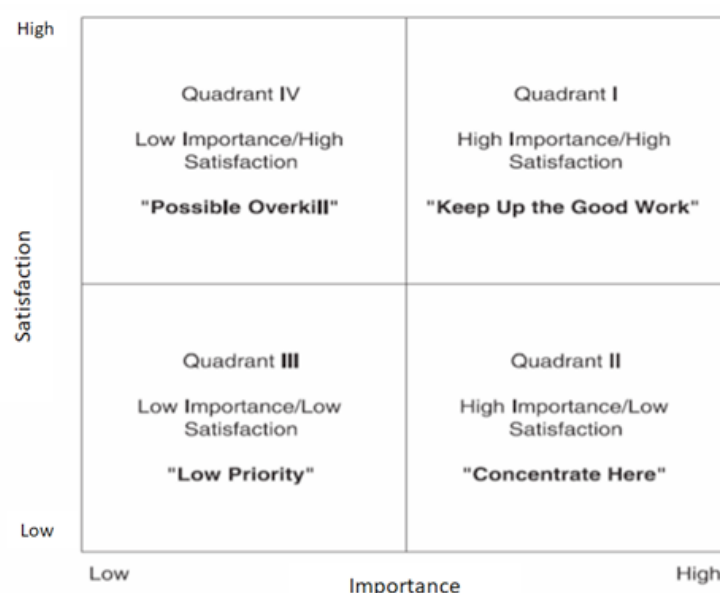 High
Quadrant IV
Low Importance/High
Satisfaction
"Possible Overkill"
Quadrant I
High Importance/High
Satisfaction
"Keep Up the Good Work"
Satisfaction
Quadrant III
Low Importance/Low
Satisfaction
"Low Priority"
Quadrant II
High Importance/Low
Satisfaction
"Concentrate Here"
Low
Low
Importance
High